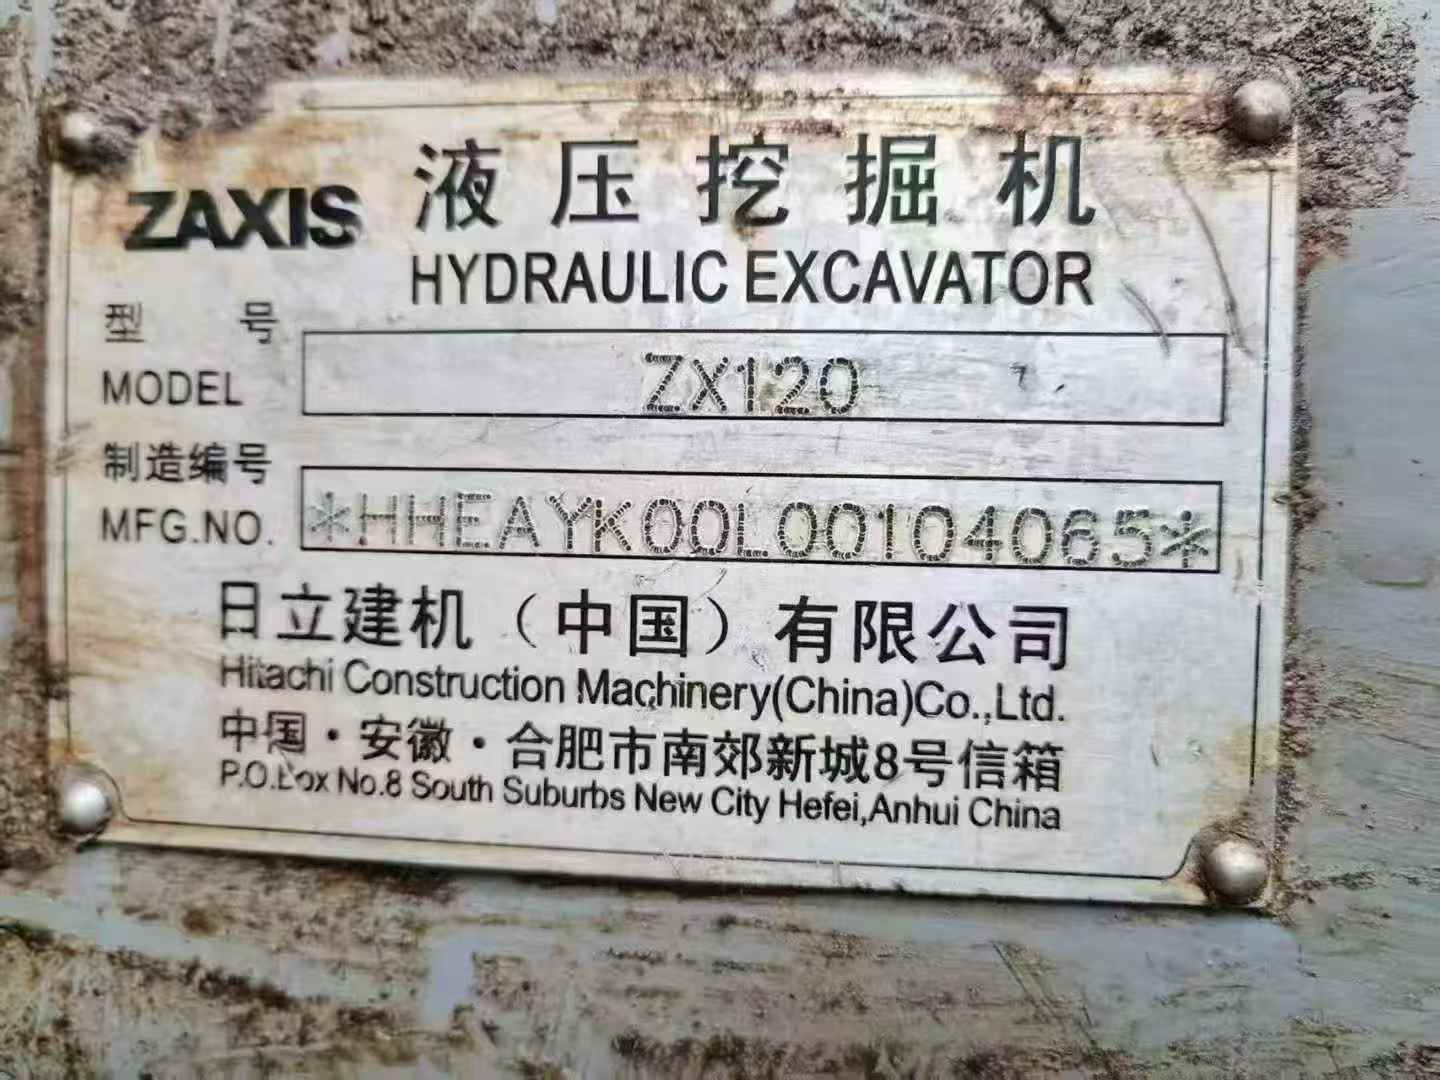 ZAXIS 液压挖掘机
HYDRAULIC EXCAVATOR
型 号
MODEL ZX120
制造编号
MFG.NO. *HHEAYK00L00104065*
日立建机（中国）有限公司
Hitachi Construction Machinery(China)Co.,Ltd.
中国·安徽·合肥市南郊新城8号信箱
P.O.Box No.8 South Suburbs New City Hefei,Anhui China